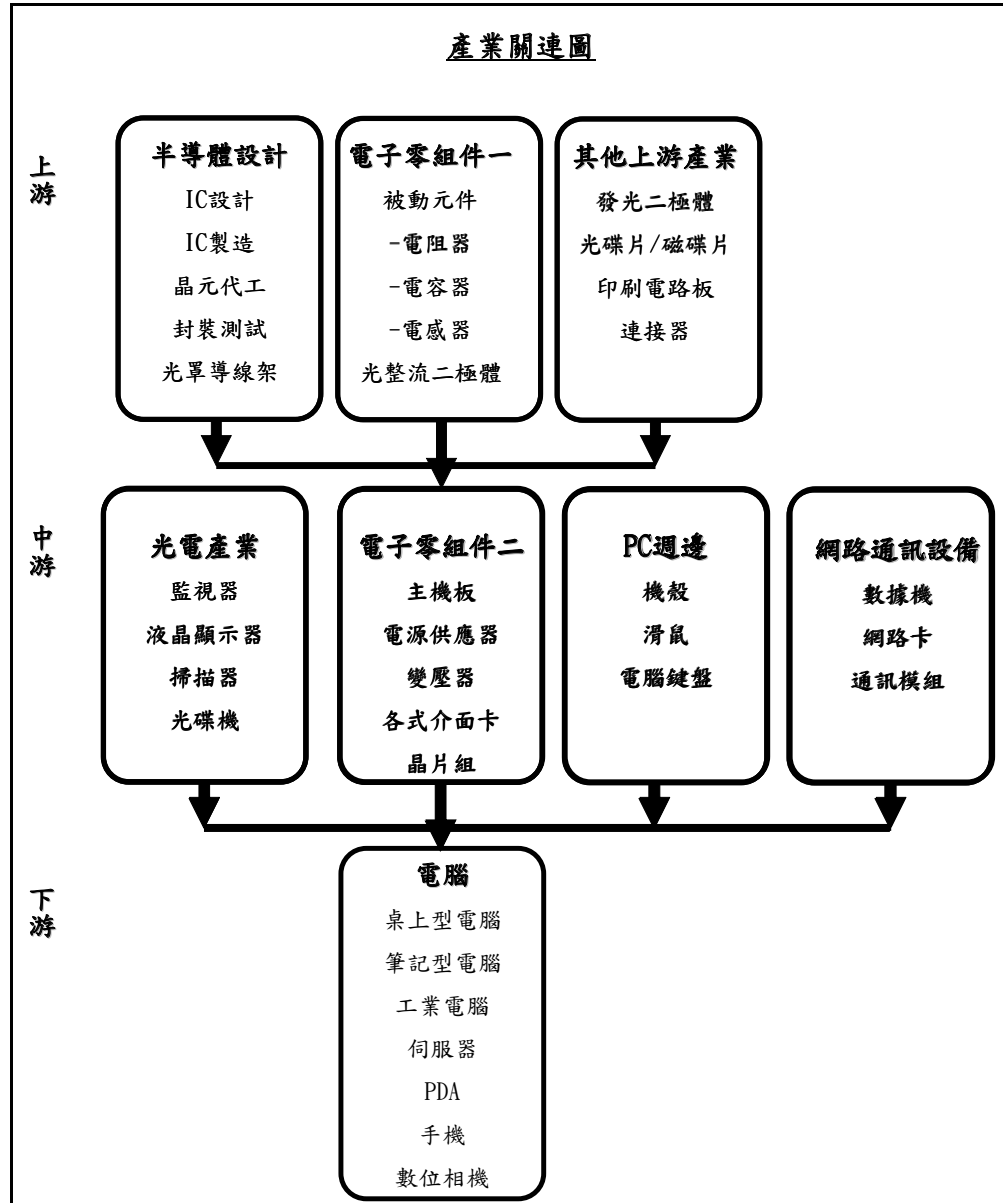 產業關連圖
上游
半導體設計
IC設計
IC製造
晶元代工
封裝測試
光罩導線架
電子零組件一
被動元件
-電阻器
-電容器
-電感器
光整流二極體
其他上游產業
發光二極體
光碟片/磁碟片
印刷電路板
連接器
中游
光電產業
監視器
液晶顯示器
掃描器
光碟機
電子零組件二
主機板
電源供應器
變壓器
各式介面卡
晶片組
PC週邊
機殼
滑鼠
電腦鍵盤
網路通訊設備
數據機
網路卡
通訊模組
下游
電腦
桌上型電腦
筆記型電腦
工業電腦
伺服器
PDA
手機
數位相機